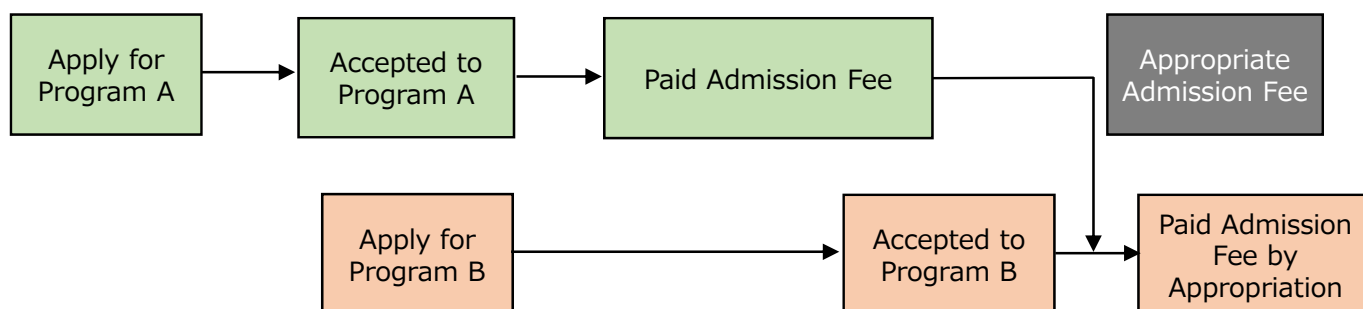 Apply for
Program A
Accepted to
Program A
Paid Admission Fee
Appropriate
Admission Fee
Apply for
Program B
Accepted to
Program B
Paid Admission
Fee by
Appropriation